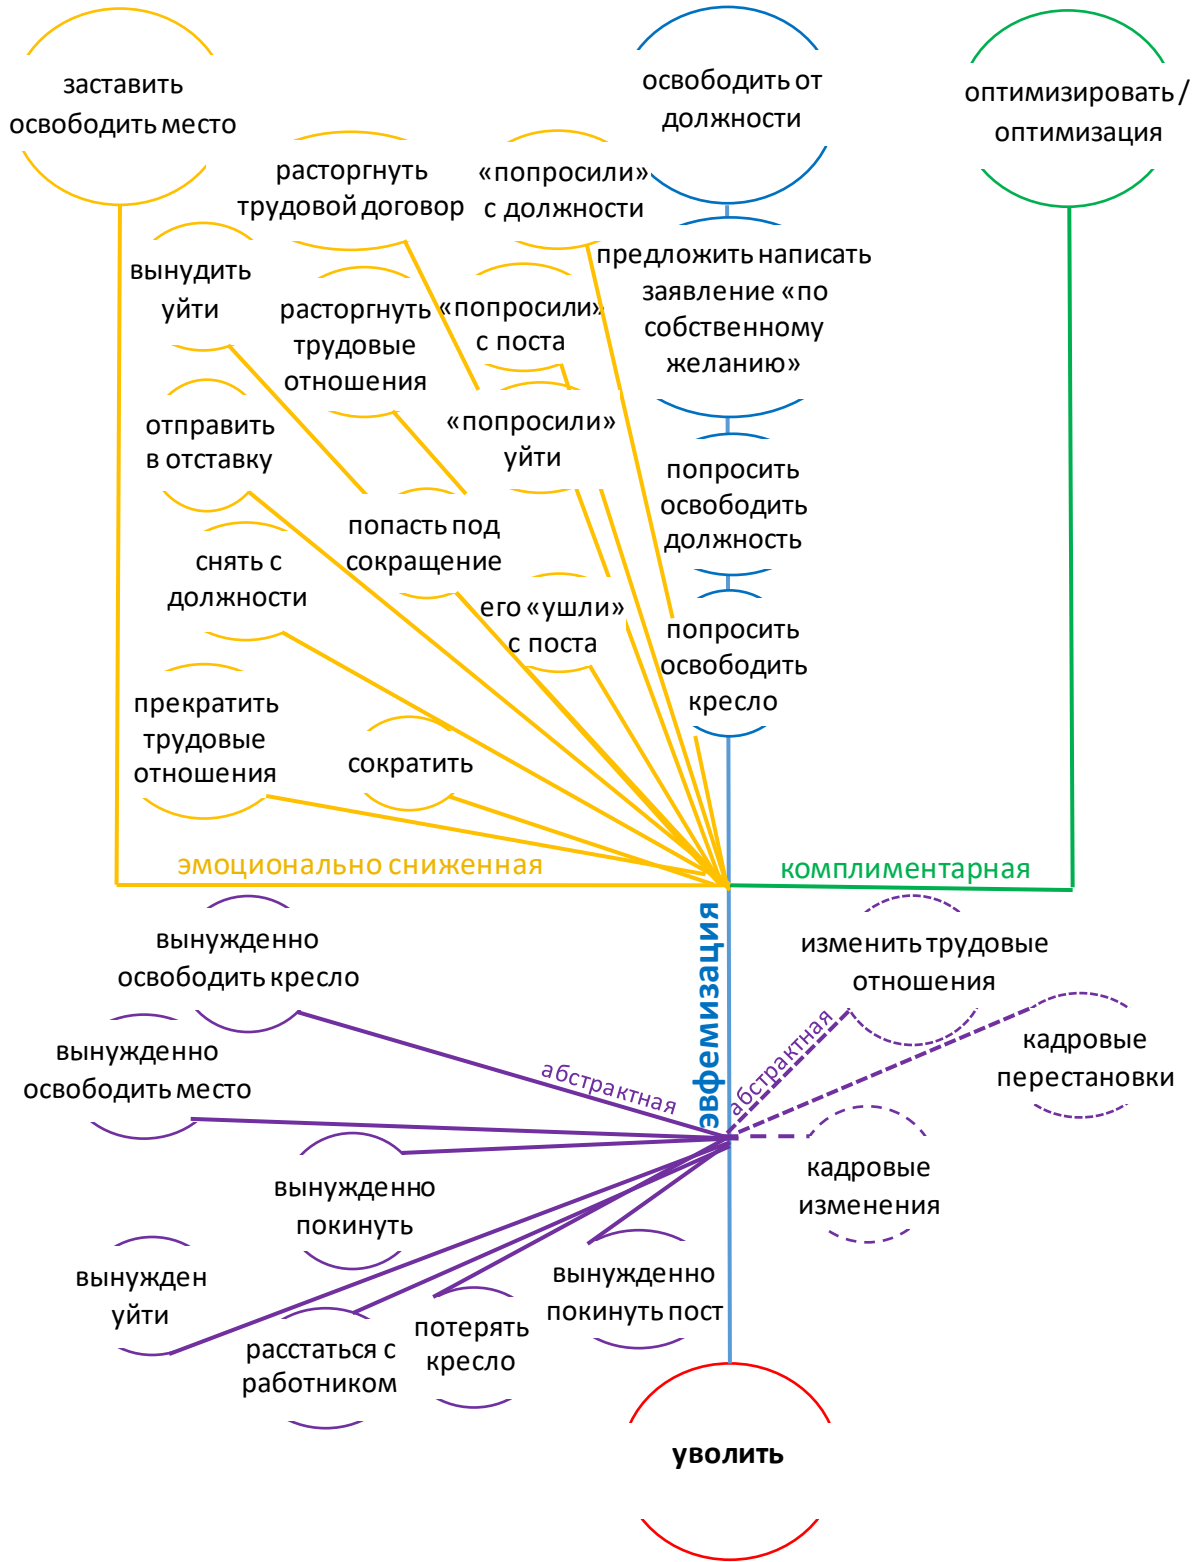 заставить
освободить место
освободить от
должности
оптимизировать /
оптимизация
расторгнуть
трудовой договор
«попросили»
с должности
вынудить
уйти
расторгнуть
трудовые
отношения
«попросили»
с поста
предложить написать
заявление «по
собственному
желанию»
отправить
в отставку
«попросили»
уйти
попросить
освободить
должность
снять с
должности
попасть под
сокращение
его «ушли»
с поста
попросить
освободить
кресло
прекратить
трудовые
отношения
сократить
эмоционально сниженная
комплиментарная
эвфемизация
вынужденно
освободить кресло
изменить трудовые
отношения
вынужденно
освободить место
абстрактная
абстрактная
кадровые
перестановки
вынужденно
покинуть
кадровые
изменения
вынужден
уйти
вынужденно
покинуть пост
расстаться с
работником
потерять
кресло
уволить